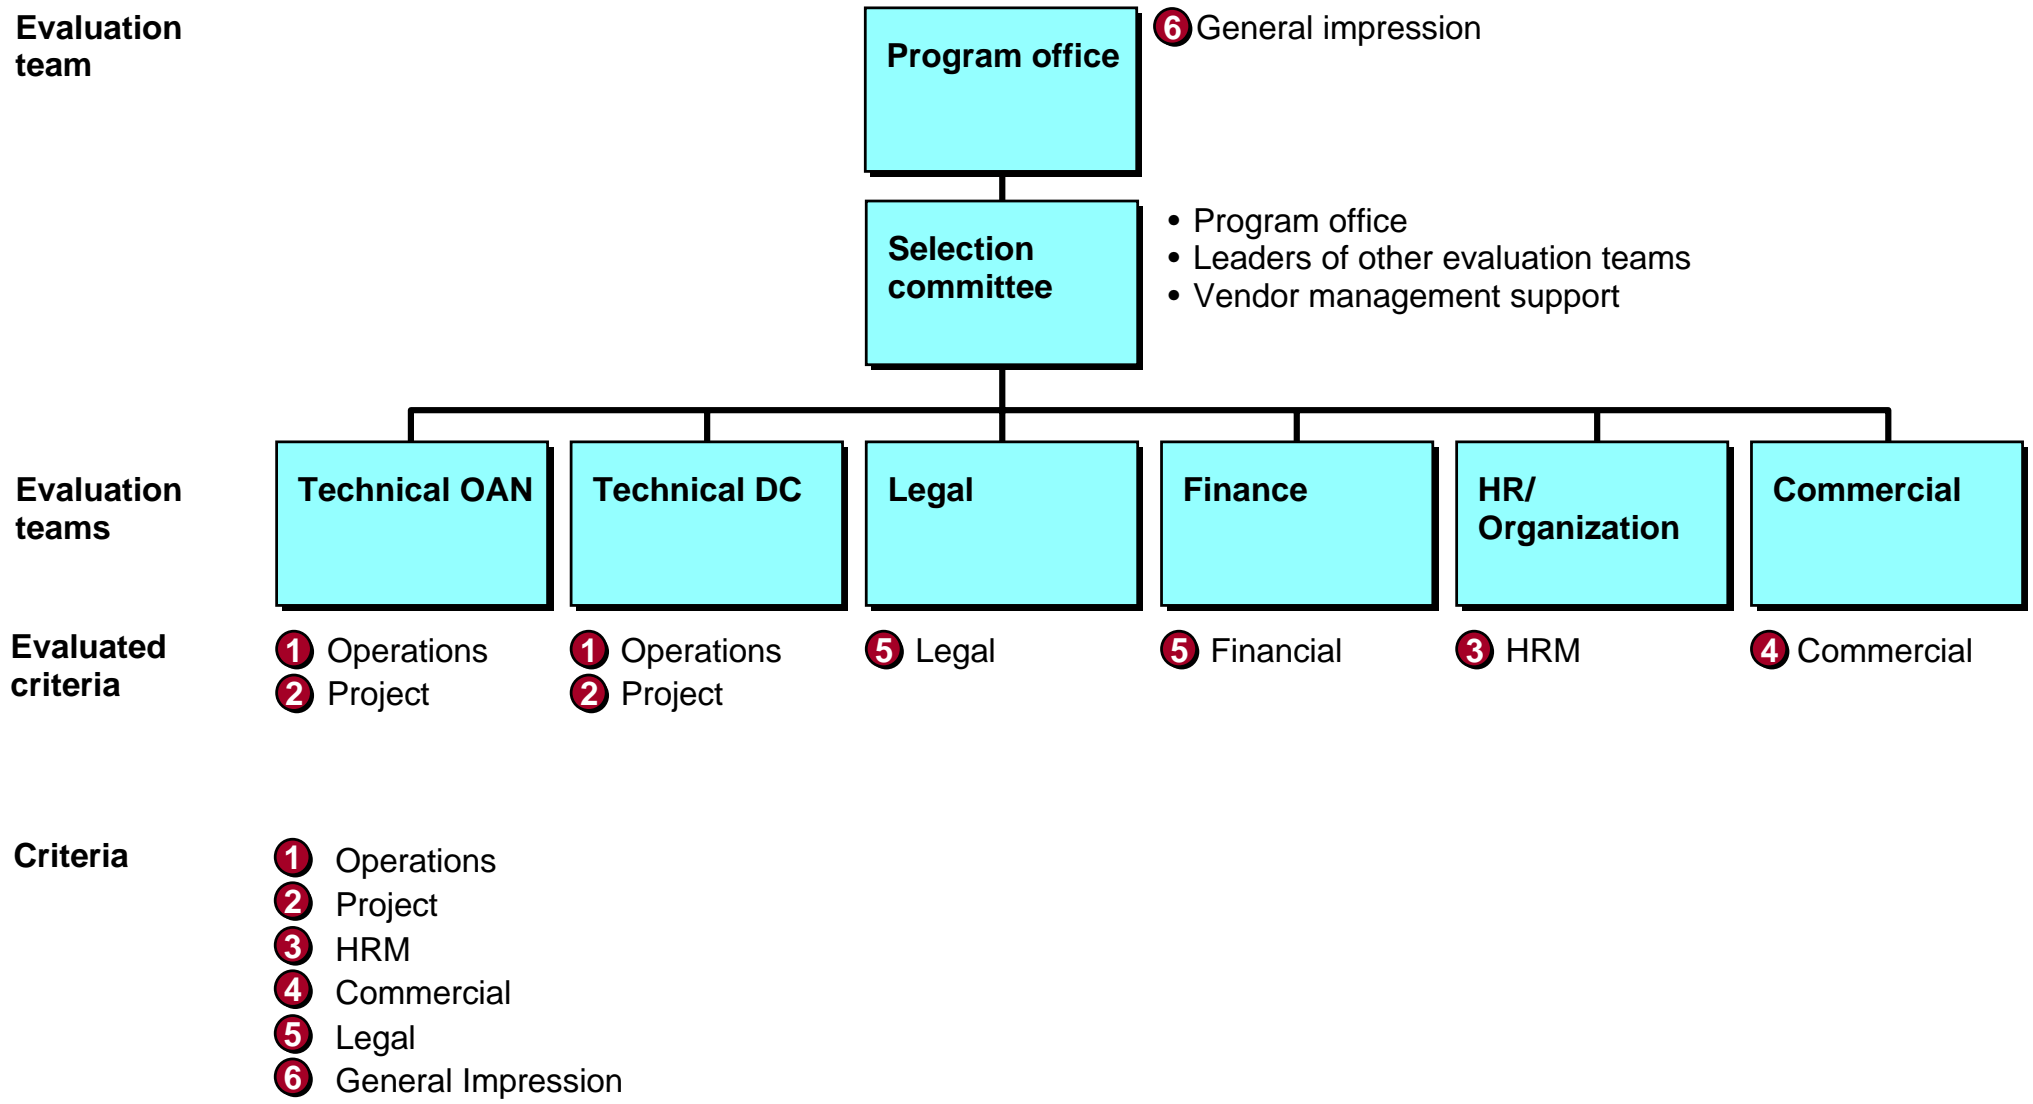 Evaluation
team
Program office
6 General impression
Selection
committee
• Program office
• Leaders of other evaluation teams
• Vendor management support
Evaluation
teams
Technical OAN
Technical DC
Legal
Finance
HR/
Organization
Commercial
Evaluated
criteria
1 Operations
2 Project
1 Operations
2 Project
5 Legal
5 Financial
3 HRM
4 Commercial
Criteria
1 Operations
2 Project
3 HRM
4 Commercial
5 Legal
6 General Impression